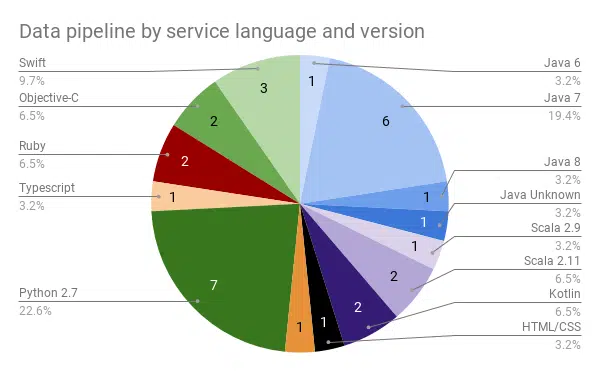 Data pipeline by service language and version
Swift
9.7%
Objective-C
6.5%
Ruby
6.5%
Typescript
3.2%
Python 2.7
22.6%
Java 6
3.2%
Java 7
19.4%
Java 8
3.2%
Java Unknown
3.2%
Scala 2.9
3.2%
Scala 2.11
6.5%
Kotlin
6.5%
HTML/CSS
3.2%
1
6
1
1
1
2
2
1
1
7
1
2
2
3